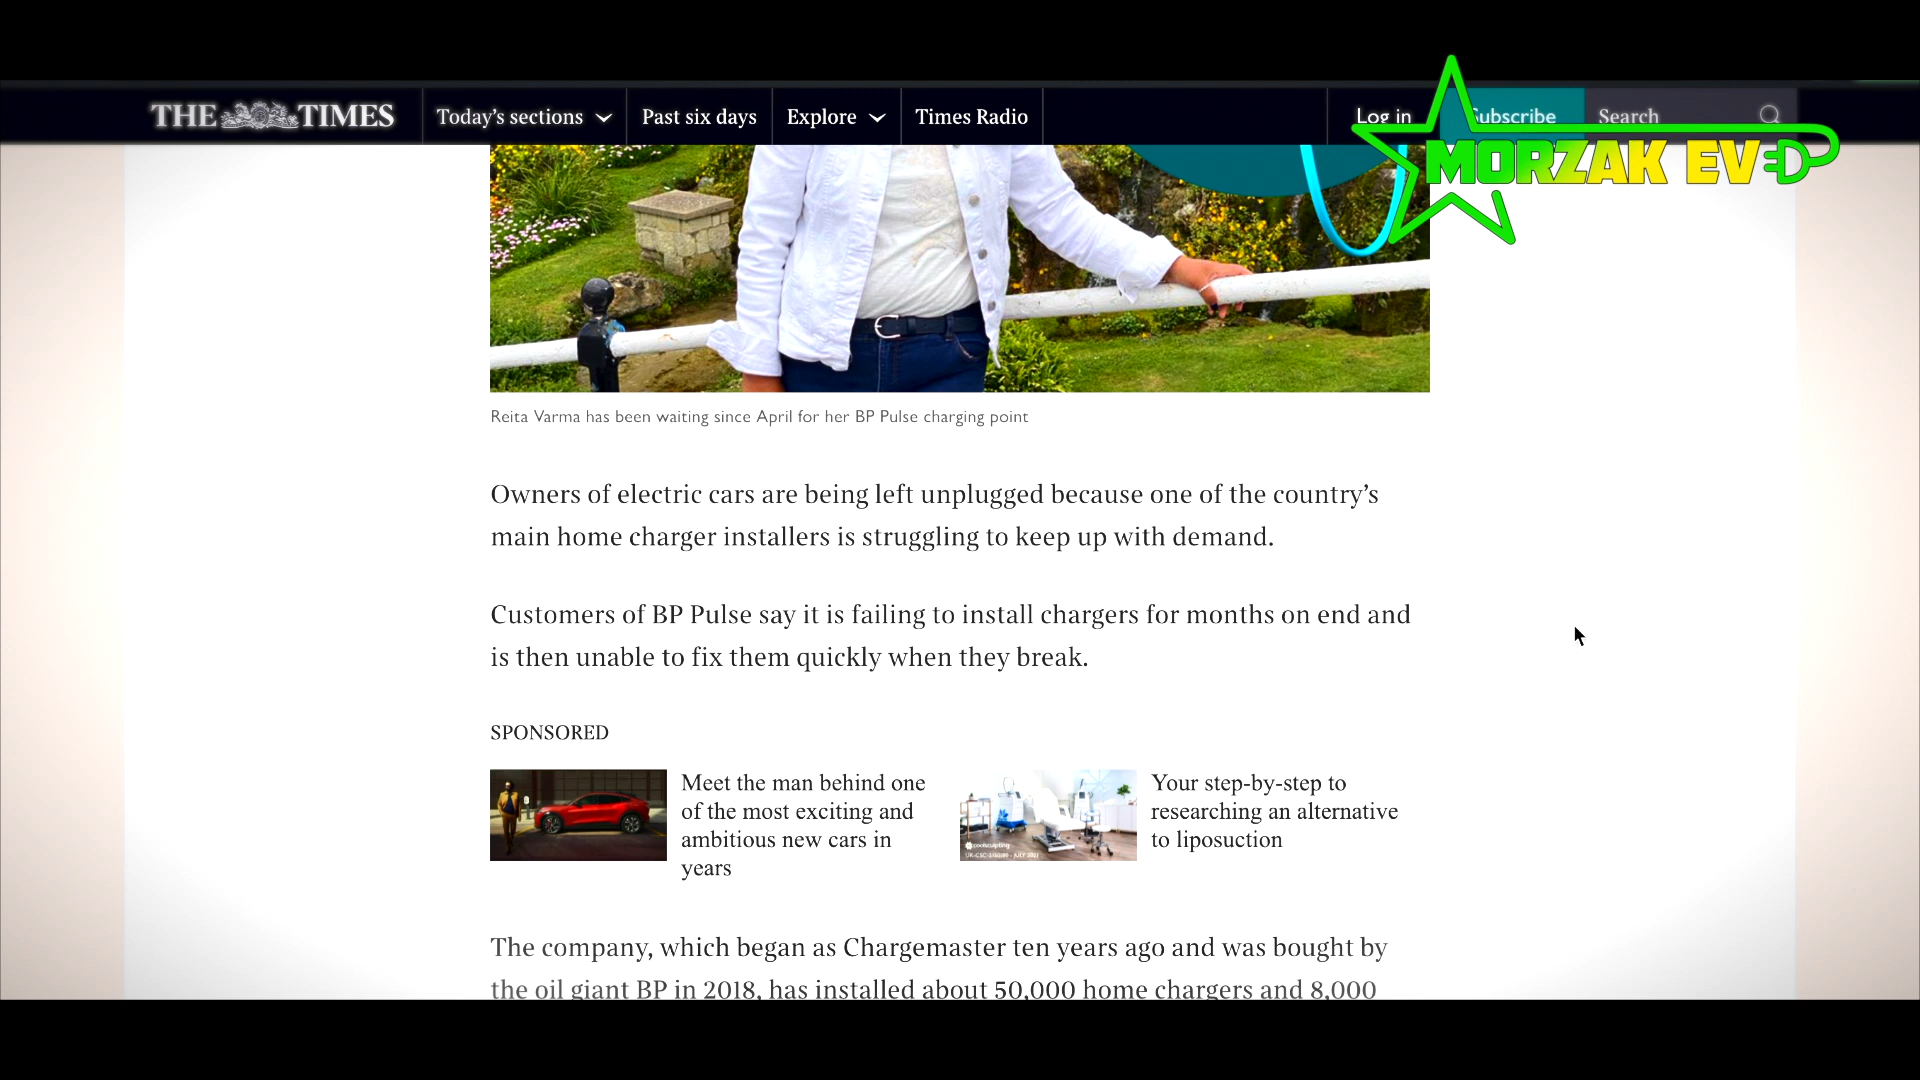 THE TIMES
Today's sections
Past six days
Explore
Times Radio
Log in
Subscribe
Search
MORZAK EV
Reita Varma has been waiting since April for her BP Pulse charging point
Owners of electric cars are being left unplugged because one of the country's
main home charger installers is struggling to keep up with demand.
Customers of BP Pulse say it is failing to install chargers for months on end and
is then unable to fix them quickly when they break.
SPONSORED
Meet the man behind one
of the most exciting and
ambitious new cars in
years
coolsculpting
Your step-by-step to
researching an alternative
to liposuction
The company, which began as Chargemaster ten years ago and was bought by
the oil giant BP in 2018, has installed about 50,000 home chargers and 8,000